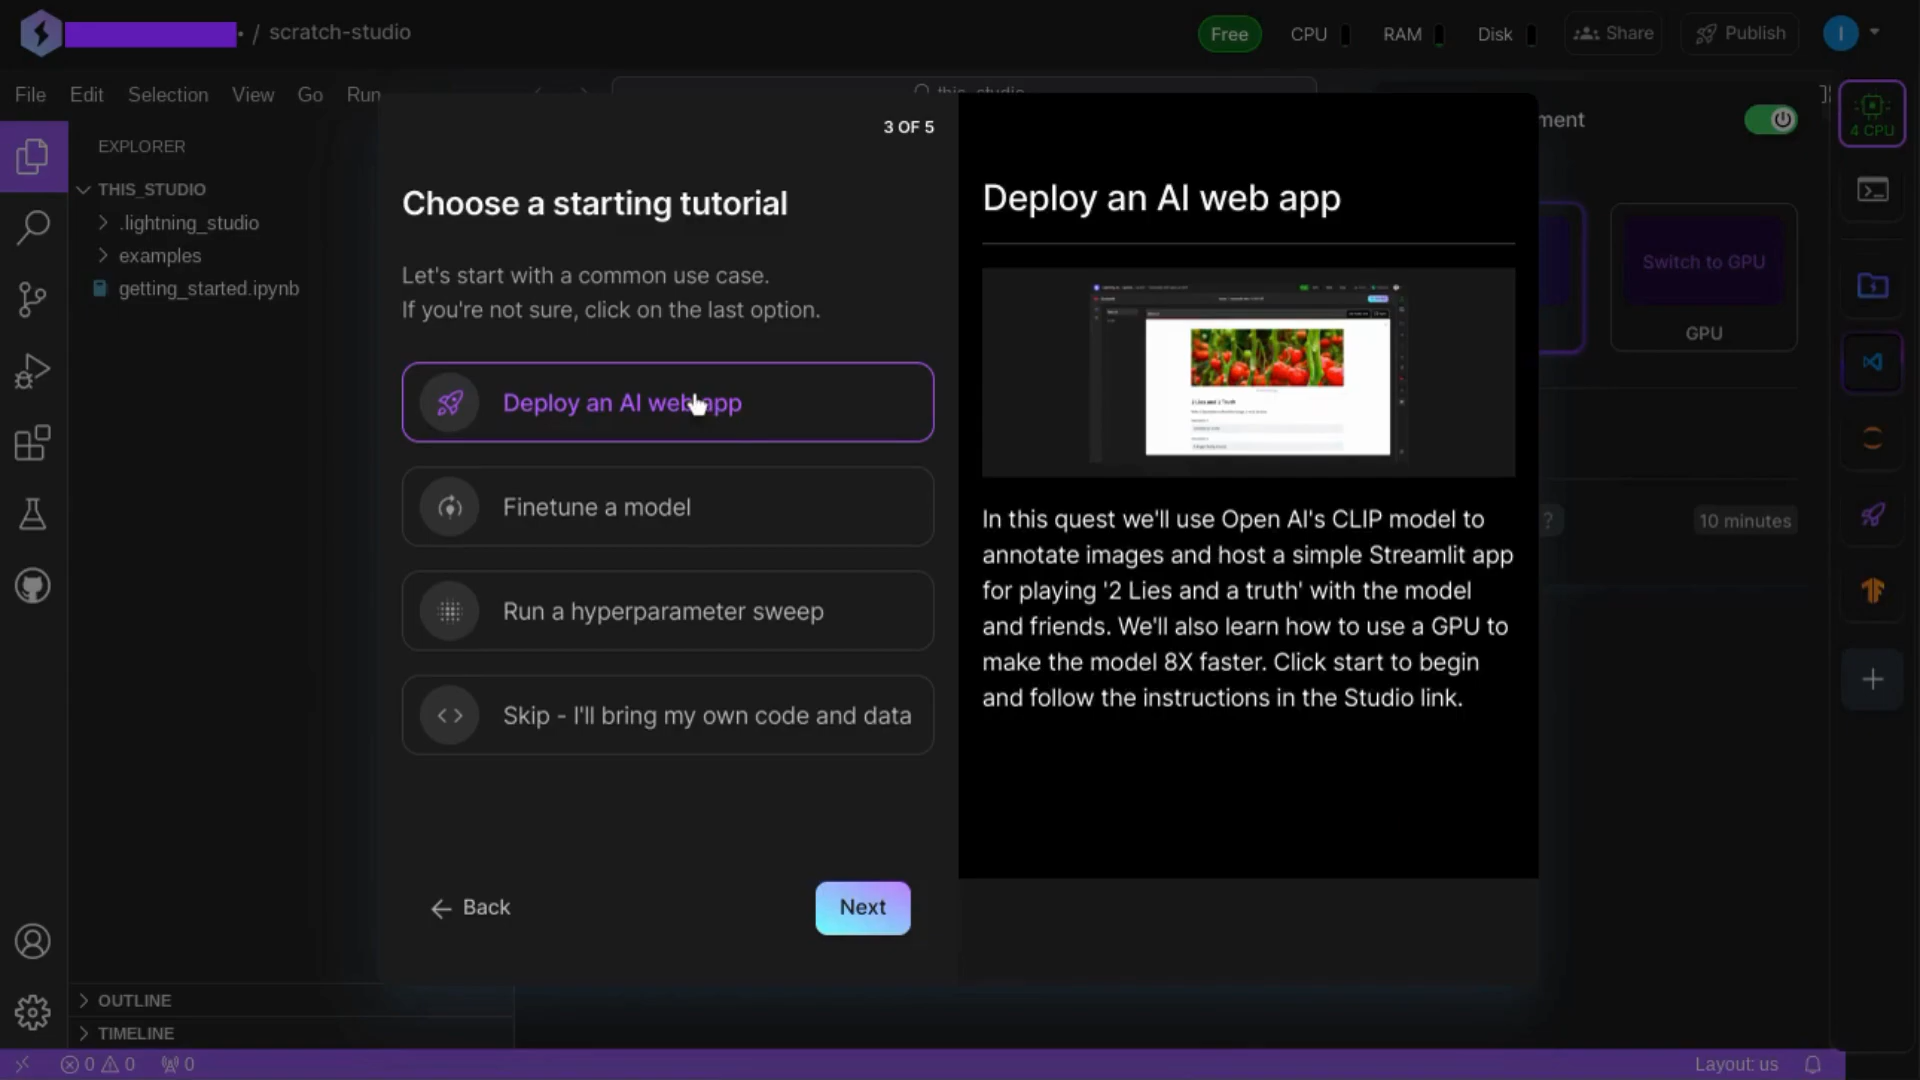 / scratch-studio
Free
CPU
RAM
Disk
Share
Publish
I
File Edit Selection View Go Run
this_studio
EXPLORER
THIS_STUDIO
.lightning_studio
examples
getting_started.ipynb
3 OF 5
Choose a starting tutorial
Let's start with a common use case.
If you're not sure, click on the last option.
Deploy an AI web app
Finetune a model
Run a hyperparameter sweep
Skip - I'll bring my own code and data
Back
Next
Deploy an AI web app
2 Lies and a Truth
In this quest we'll use Open AI's CLIP model to
annotate images and host a simple Streamlit app
for playing '2 Lies and a truth' with the model
and friends. We'll also learn how to use a GPU to
make the model 8X faster. Click start to begin
and follow the instructions in the Studio link.
ment
Switch to GPU
GPU
?
10 minutes
4 CPU
OUTLINE
TIMELINE
0 0 0
Layout: us